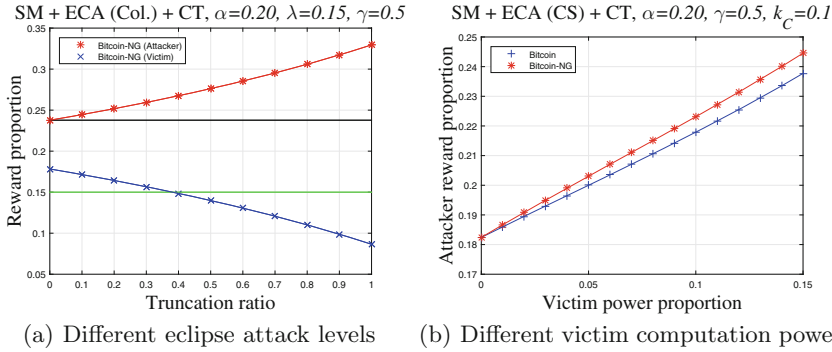 SM + ECA (Col.) + CT, α=0.20, λ=0.15, γ=0.5
Bitcoin-NG (Attacker)
Bitcoin-NG (Victim)
Reward proportion
0.35
0.3
0.25
0.2
0.15
0.1
0.05
0 0.1 0.2 0.3 0.4 0.5 0.6 0.7 0.8 0.9 1
Truncation ratio
(a) Different eclipse attack levels
SM + ECA (CS) + CT, α=0.20, γ=0.5, k_C=0.1
Bitcoin
Bitcoin-NG
Attacker reward proportion
0.25
0.24
0.23
0.22
0.21
0.2
0.19
0.18
0.17
0 0.05 0.1 0.15
Victim power proportion
(b) Different victim computation powe